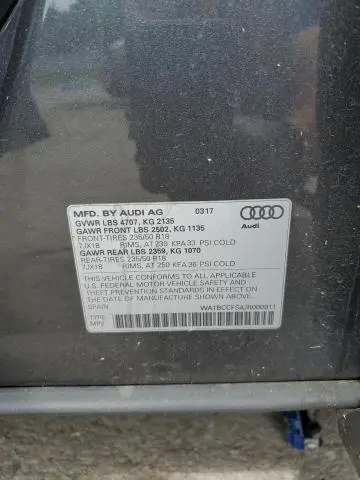 MFD. BY AUDI AG 0317
GVWR LBS 4707, KG 2135
GAWR FRONT LBS 2502, KG 1135
FRONT-TIRES 235/50 R18
7JX18 RIMS, AT 230 KPA 33 PSI COLD
GAWR REAR LBS 2359, KG 1070
REAR-TIRES 235/50 R18
7JX18 RIMS, AT 250 KPA 36 PSI COLD
Audi
THIS VEHICLE CONFORMS TO ALL APPLICABLE
U.S. FEDERAL MOTOR VEHICLE SAFETY AND
BUMPER AND THEFT PREVENTION STANDARDS IN
EFFECT ON THE DATE OF MANUFACTURE SHOWN ABOVE.
TYPE: WA1BCCFS4JR000911
MPV
SPAIN